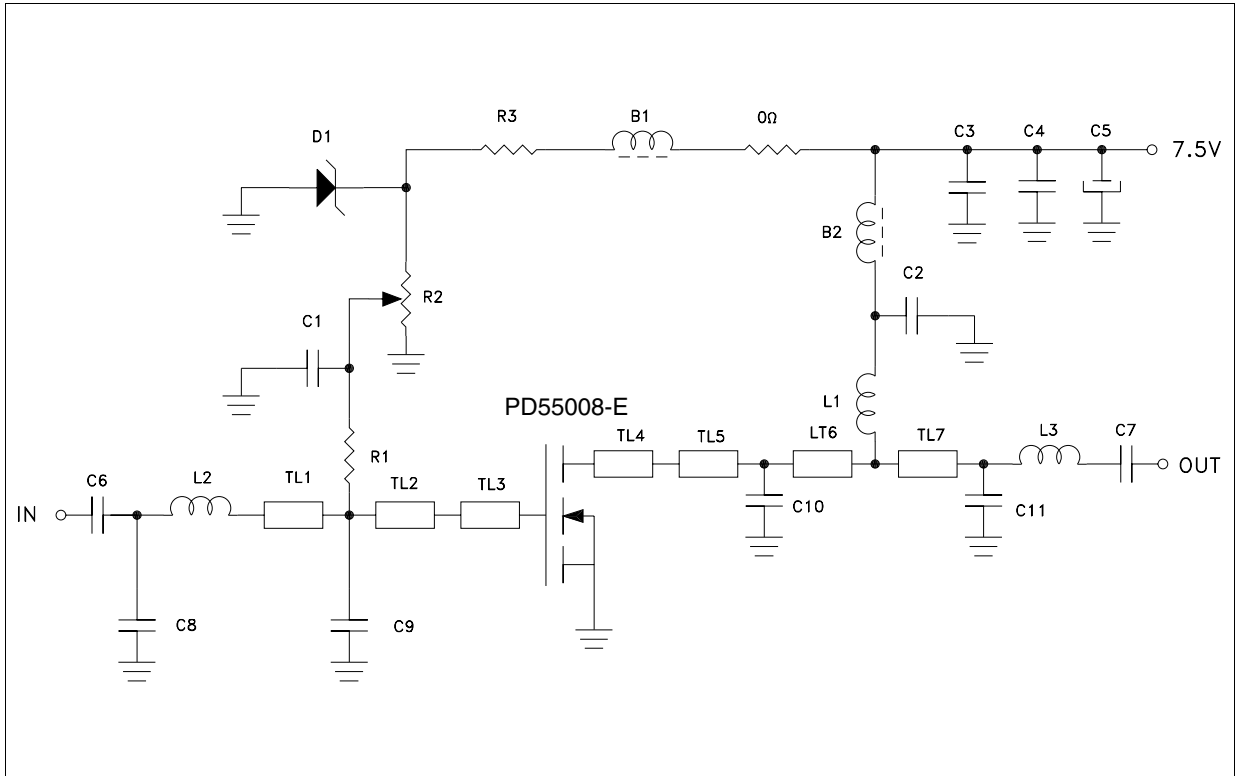 R3
B1
0Ω
D1
C3
C4
C5
7.5V
B2
R2
C2
C1
L1
PD55008-E
R1
TL4
TL5
LT6
TL7
L3
C7
OUT
C6
L2
TL1
TL2
TL3
IN
C10
C11
C8
C9